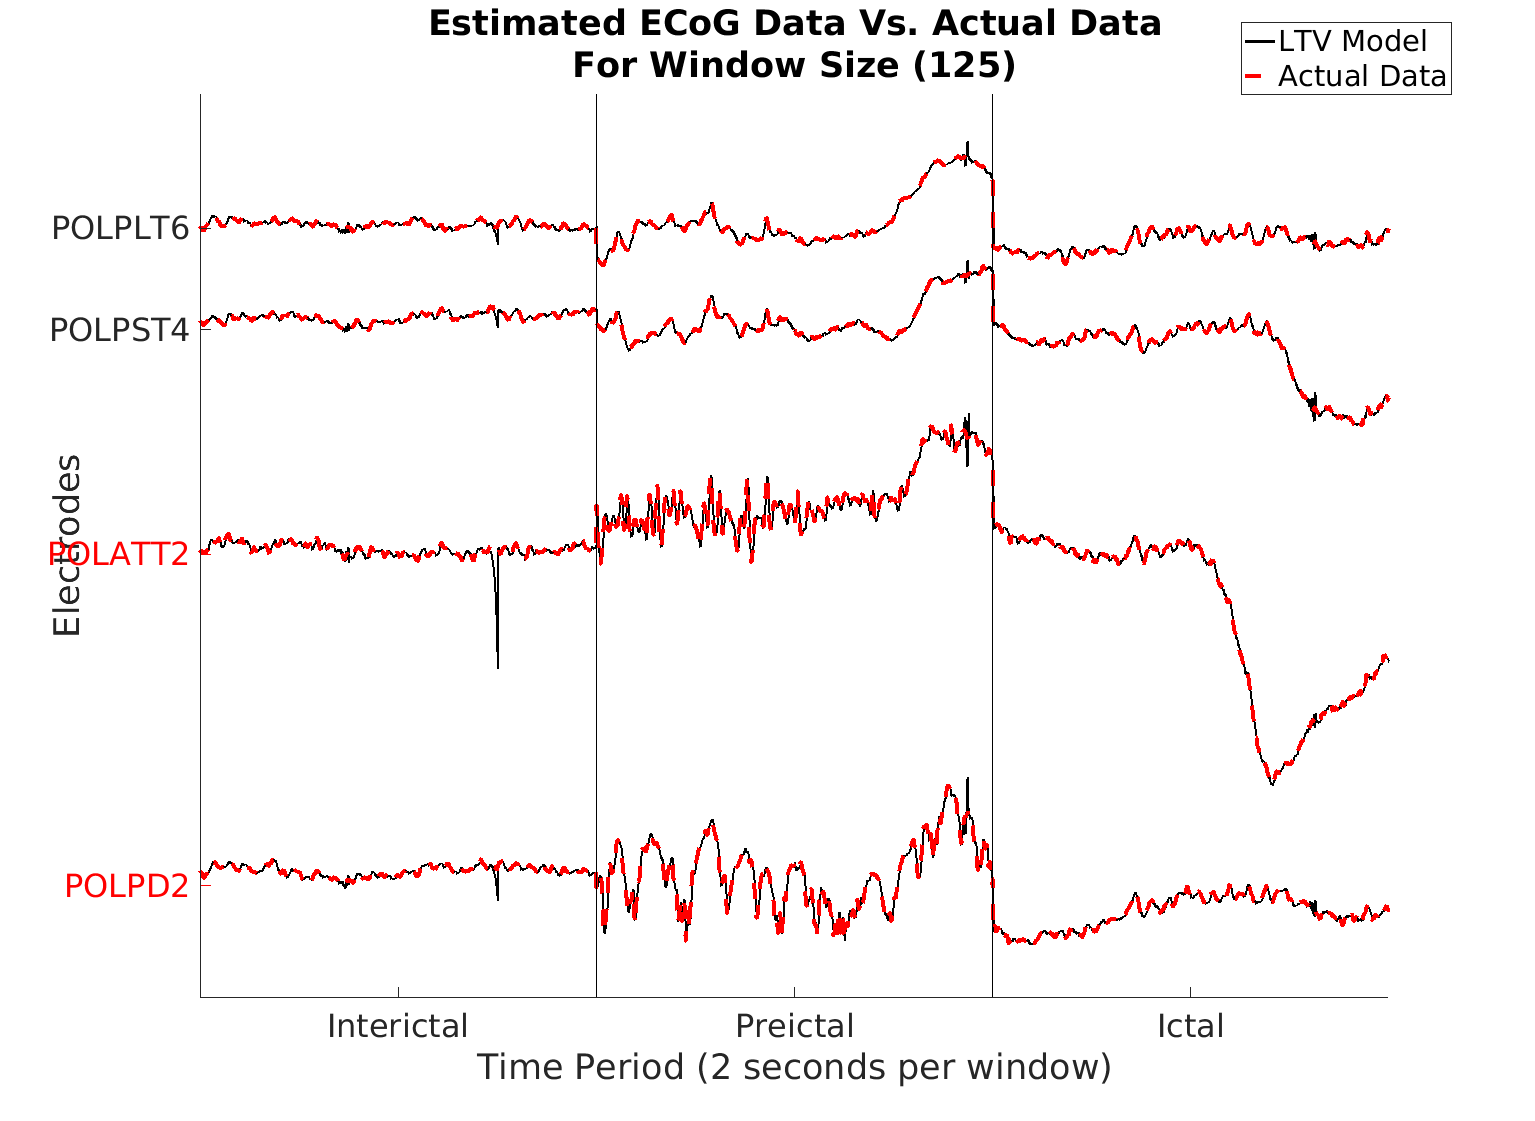 Estimated ECoG Data Vs. Actual Data
For Window Size (125)
LTV Model
Actual Data
POLPLT6
POLPST4
Electrodes
POLATT2
POLPD2
Interictal
Preictal
Ictal
Time Period (2 seconds per window)